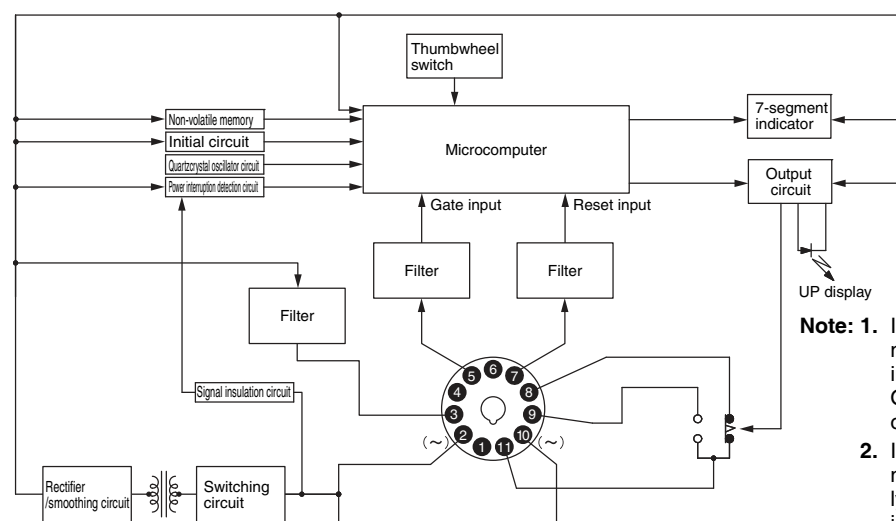 Thumbwheel
switch
Non-volatile memory
Initial circuit
Quartzcrystal oscillator circuit
Power interruption detection circuit
Microcomputer
7-segment
indicator
Output
circuit
Gate input
Reset input
Filter
Filter
Filter
UP display
Signal insulation circuit
5 6 7
4 8
3 9
2 10
1 11
(~)
(~)
Rectifier
/smoothing circuit
Switching
circuit
Note: 1.
2.